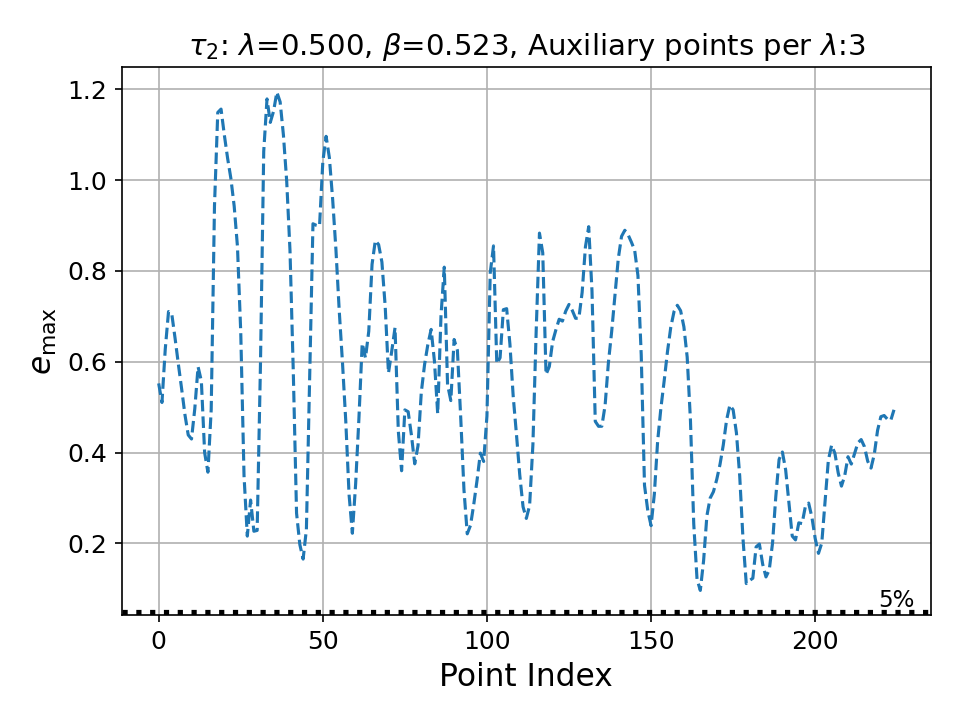 τ₂: λ=0.500, β=0.523, Auxiliary points per λ:3
1.2
1.0
0.8
0.6
0.4
0.2
e_max
5%
0 50 100 150 200
Point Index